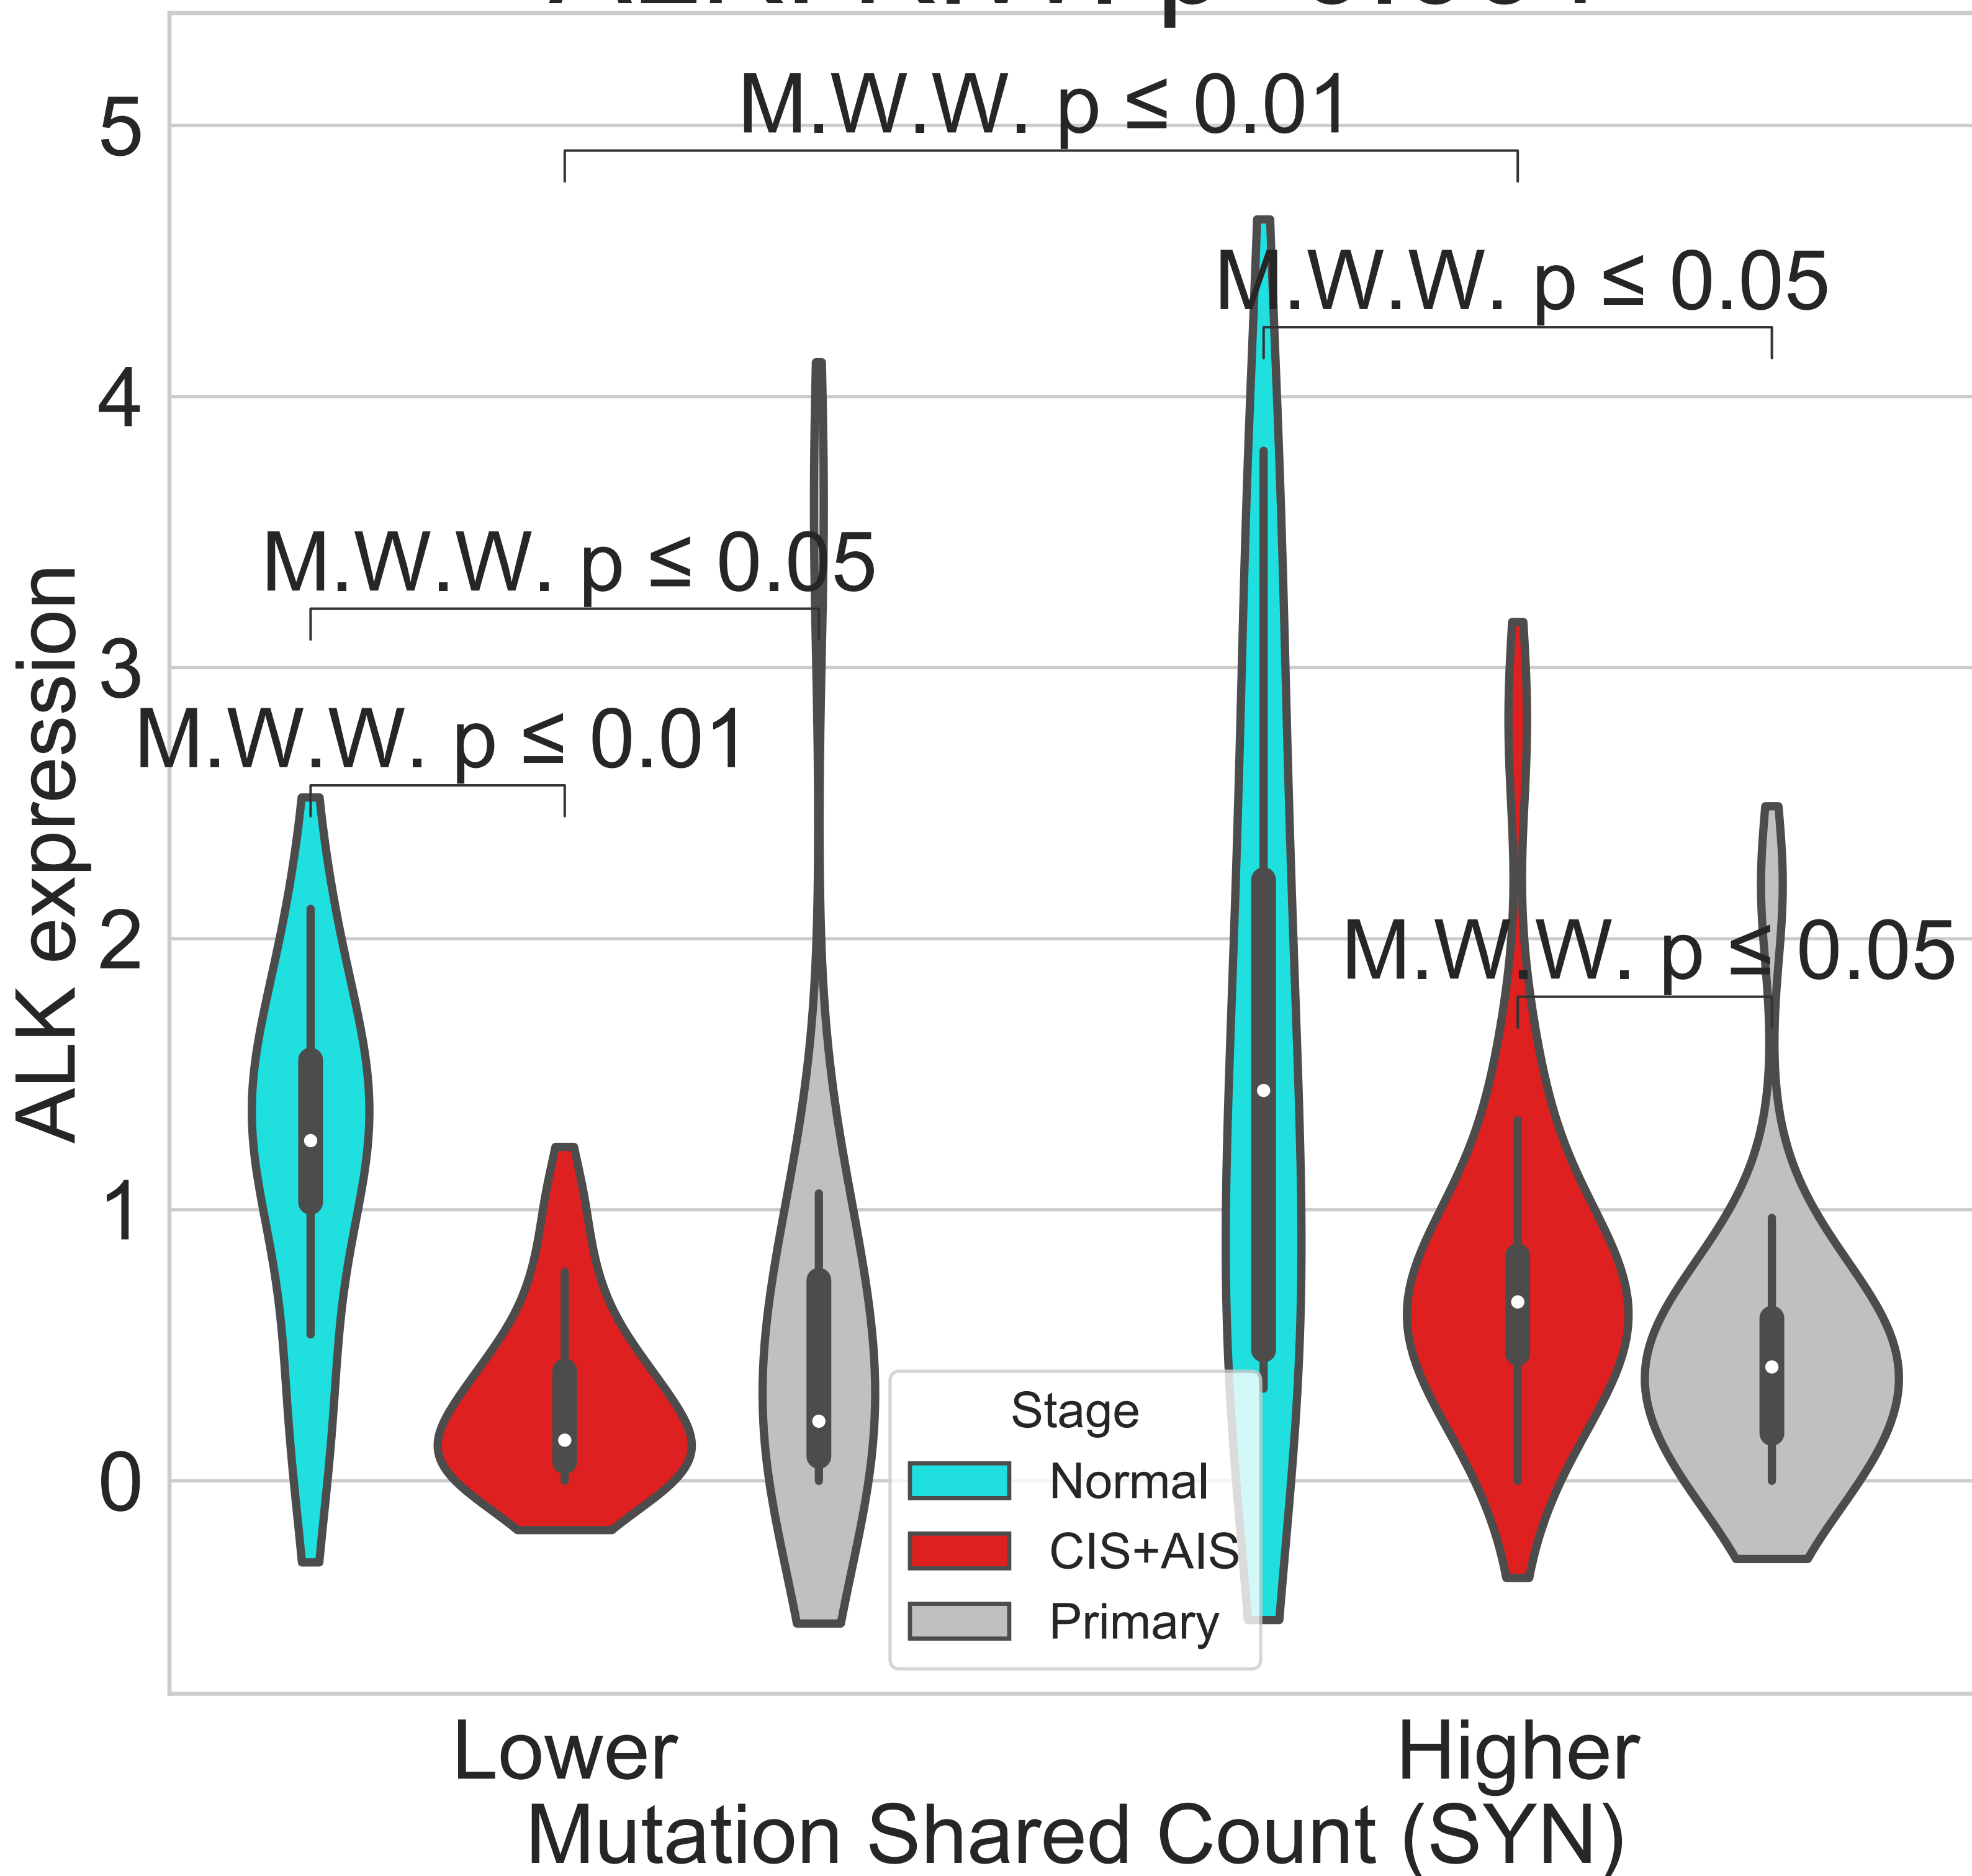 M.W.W. p ≤ 0.01
M.W.W. p ≤ 0.05
M.W.W. p ≤ 0.05
M.W.W. p ≤ 0.01
M.W.W. p ≤ 0.05
5
4
3
2
1
0
ALK expression
Stage
Normal
CIS+AIS
Primary
Lower
Higher
Mutation Shared Count (SYN)